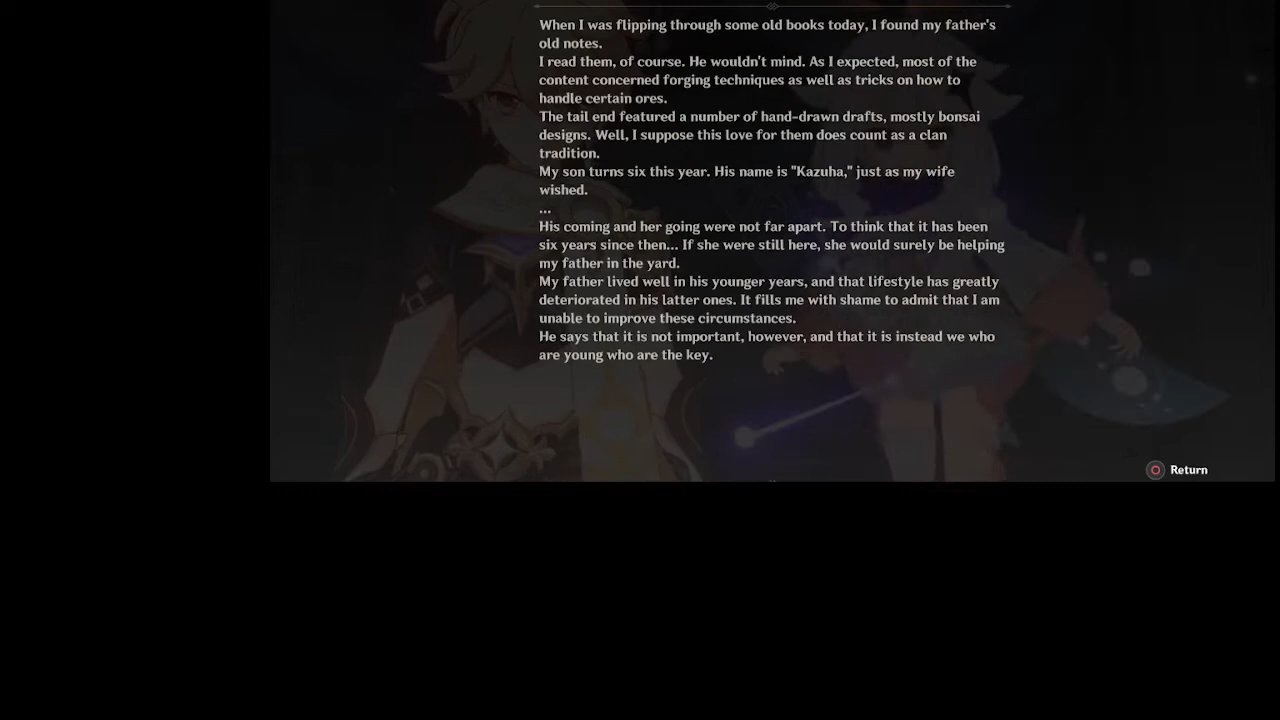 When I was flipping through some old books today, I found my father's
old notes.
I read them, of course. He wouldn't mind. As I expected, most of the
content concerned forging techniques as well as tricks on how to
handle certain ores.
The tail end featured a number of hand-drawn drafts, mostly bonsai
designs. Well, I suppose this love for them does count as a clan
tradition.
My son turns six this year. His name is "Kazuha," just as my wife
wished.
...
His coming and her going were not far apart. To think that it has been
six years since then... If she were still here, she would surely be helping
my father in the yard.
My father lived well in his younger years, and that lifestyle has greatly
deteriorated in his latter ones. It fills me with shame to admit that I am
unable to improve these circumstances.
He says that it is not important, however, and that it is instead we who
are young who are the key.
Return